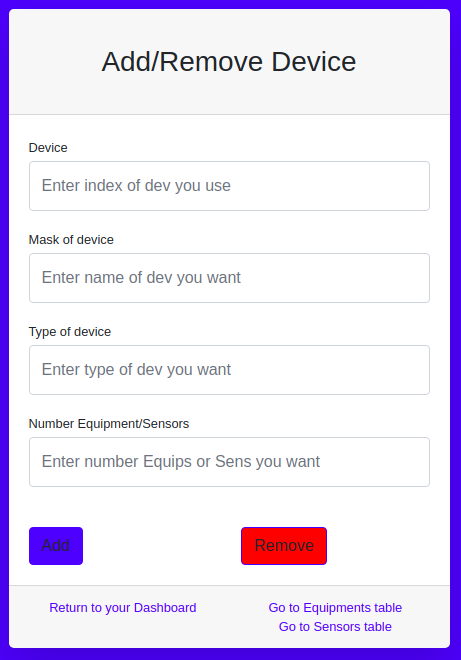 Add/Remove Device
Device
Enter index of dev you use
Mask of device
Enter name of dev you want
Type of device
Enter type of dev you want
Number Equipment/Sensors
Enter number Equips or Sens you want
Add Remove
Return to your Dashboard Go to Equipments table
Go to Sensors table